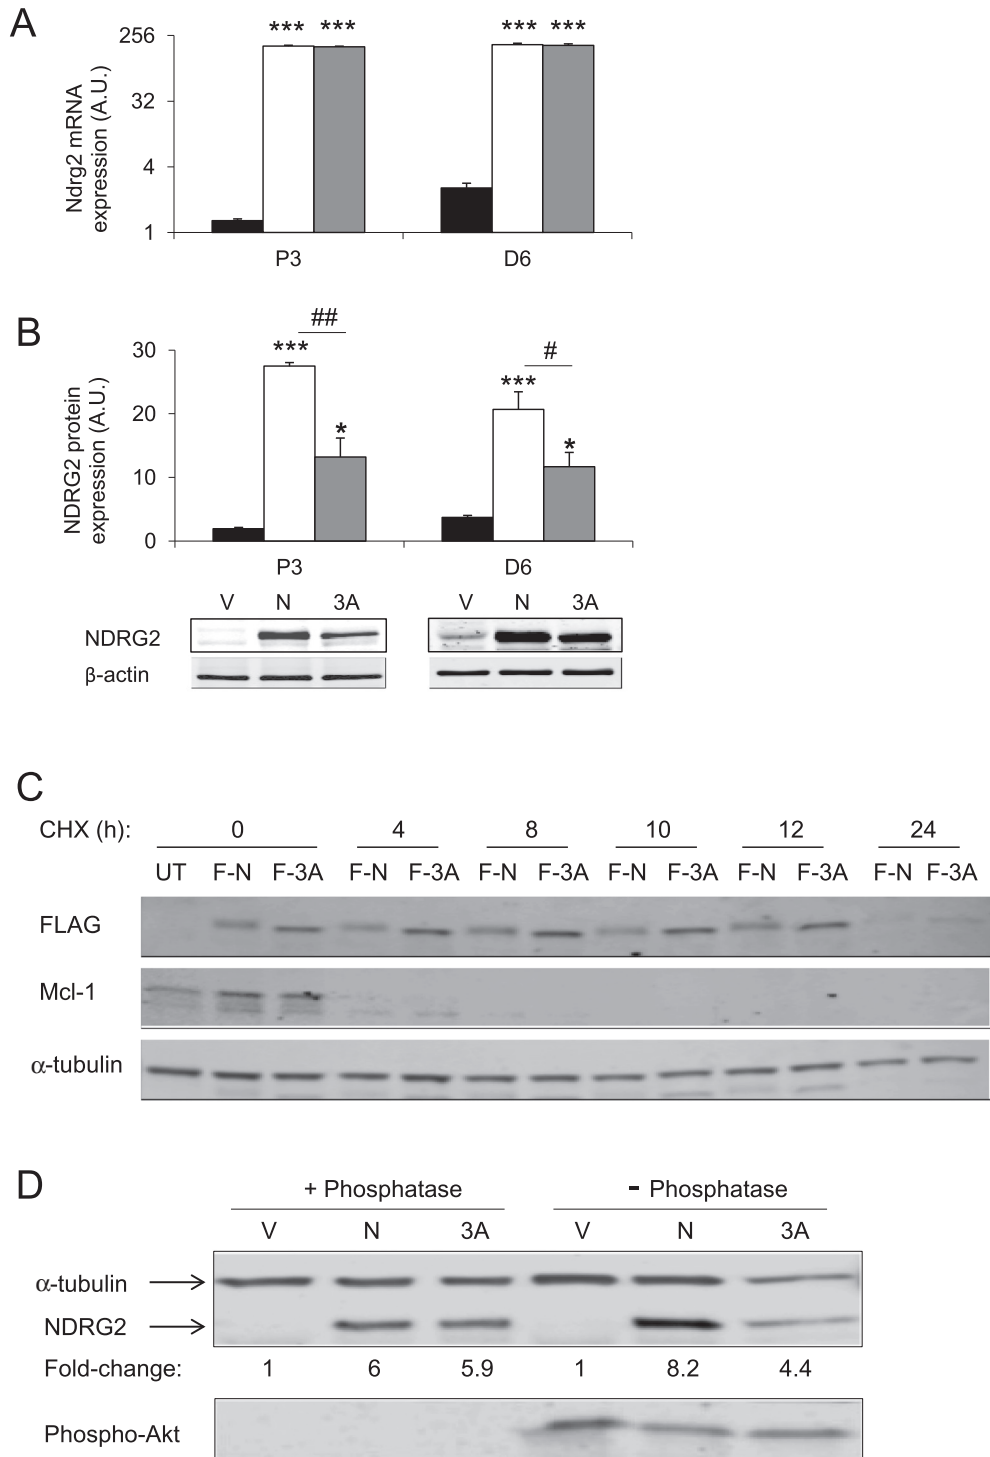 A
256
32
4
1
Ndrg2 mRNA
expression (A.U.)
*** ***
*** ***
P3 D6
B
30
20
10
0
NDRG2 protein
expression (A.U.)
##
***
*
#
***
*
P3 D6
V N 3A V N 3A
NDRG2
β-actin
C
CHX (h): 0 4 8 10 12 24
UT F-N F-3A F-N F-3A F-N F-3A F-N F-3A F-N F-3A F-N F-3A
FLAG
Mcl-1
α-tubulin
D
+ Phosphatase - Phosphatase
V N 3A V N 3A
α-tubulin
NDRG2
Fold-change: 1 6 5.9 1 8.2 4.4
Phospho-Akt